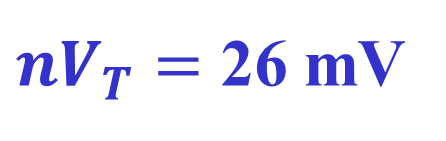 nV_T = 26 mV